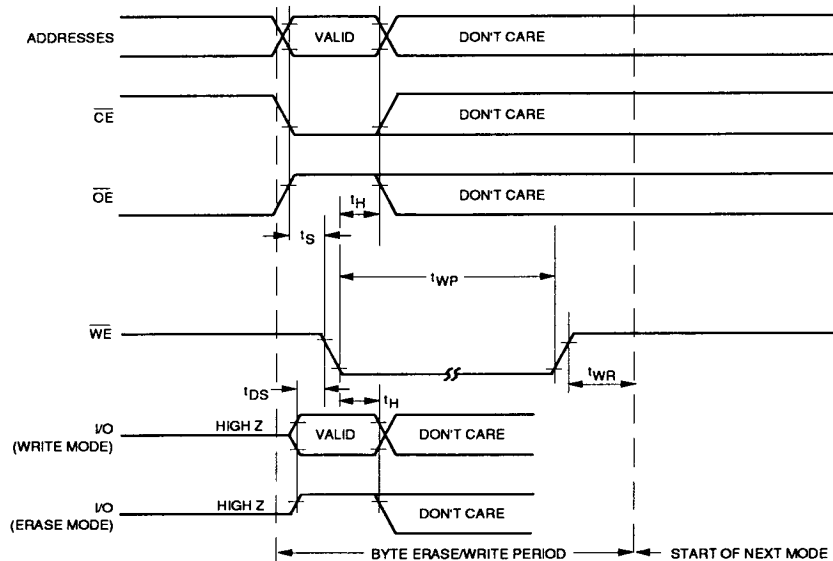 ADDRESSES VALID DON'T CARE
CE DON'T CARE
OE DON'T CARE
tH
tS
tWP
WE
tWR
tDS
tH
I/O (WRITE MODE) HIGH Z VALID DON'T CARE
I/O (ERASE MODE) HIGH Z DON'T CARE
BYTE ERASE/WRITE PERIOD START OF NEXT MODE